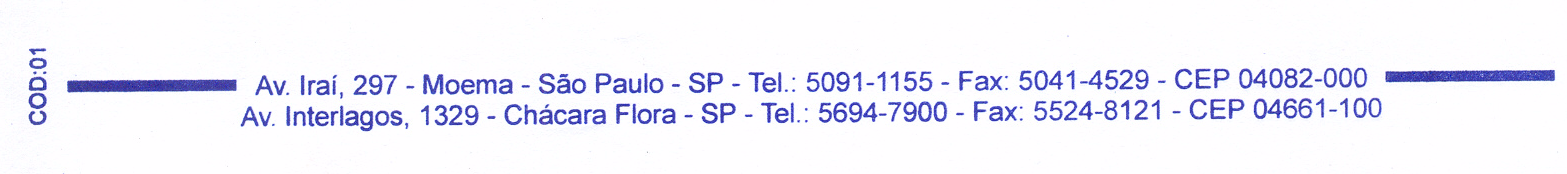 COD:01
Av. Iraí, 297 - Moema - São Paulo - SP - Tel.: 5091-1155 - Fax: 5041-4529 - CEP 04082-000
Av. Interlagos, 1329 - Chácara Flora - SP - Tel.: 5694-7900 - Fax: 5524-8121 - CEP 04661-100